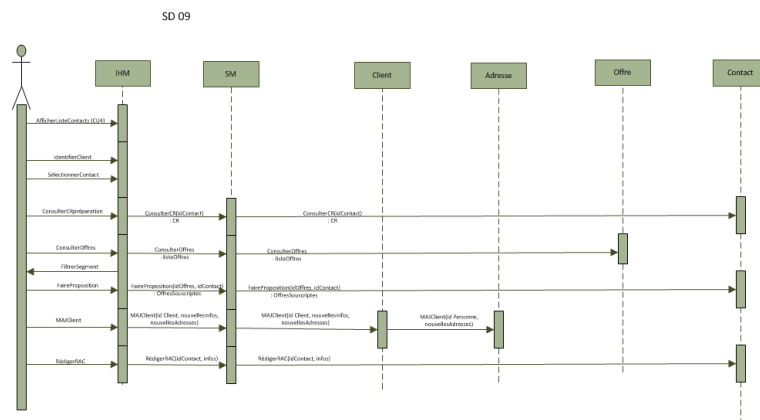 SD 09
IHM
SM
Client
Adresse
Offre
Contact
AfficherListeContacts (CU4)
identifierClient
SélectionnerContact
ConsulterCRpréparation
ConsulterCR(idContact)
: CR
ConsulterCR(idContact)
: CR
ConsulterOffres
ConsulterOffres
: listeOffres
ConsulterOffres
: listeOffres
FiltrerSegment
FaireProposition
FaireProposition(idOffres, idContact)
: OffresSouscriptes
FaireProposition(idOffres, idContact)
: OffresSouscriptes
MAJClient
MAJClient(id Client, nouvellesInfos,
nouvellesAdresses)
MAJClient(id Client, nouvellesInfos,
nouvellesAdresses)
MAJClient(id Personne,
nouvellesAdresses)
RédigerRAC
RédigerRAC(idContact, infos)
RédigerRAC(idContact, infos)